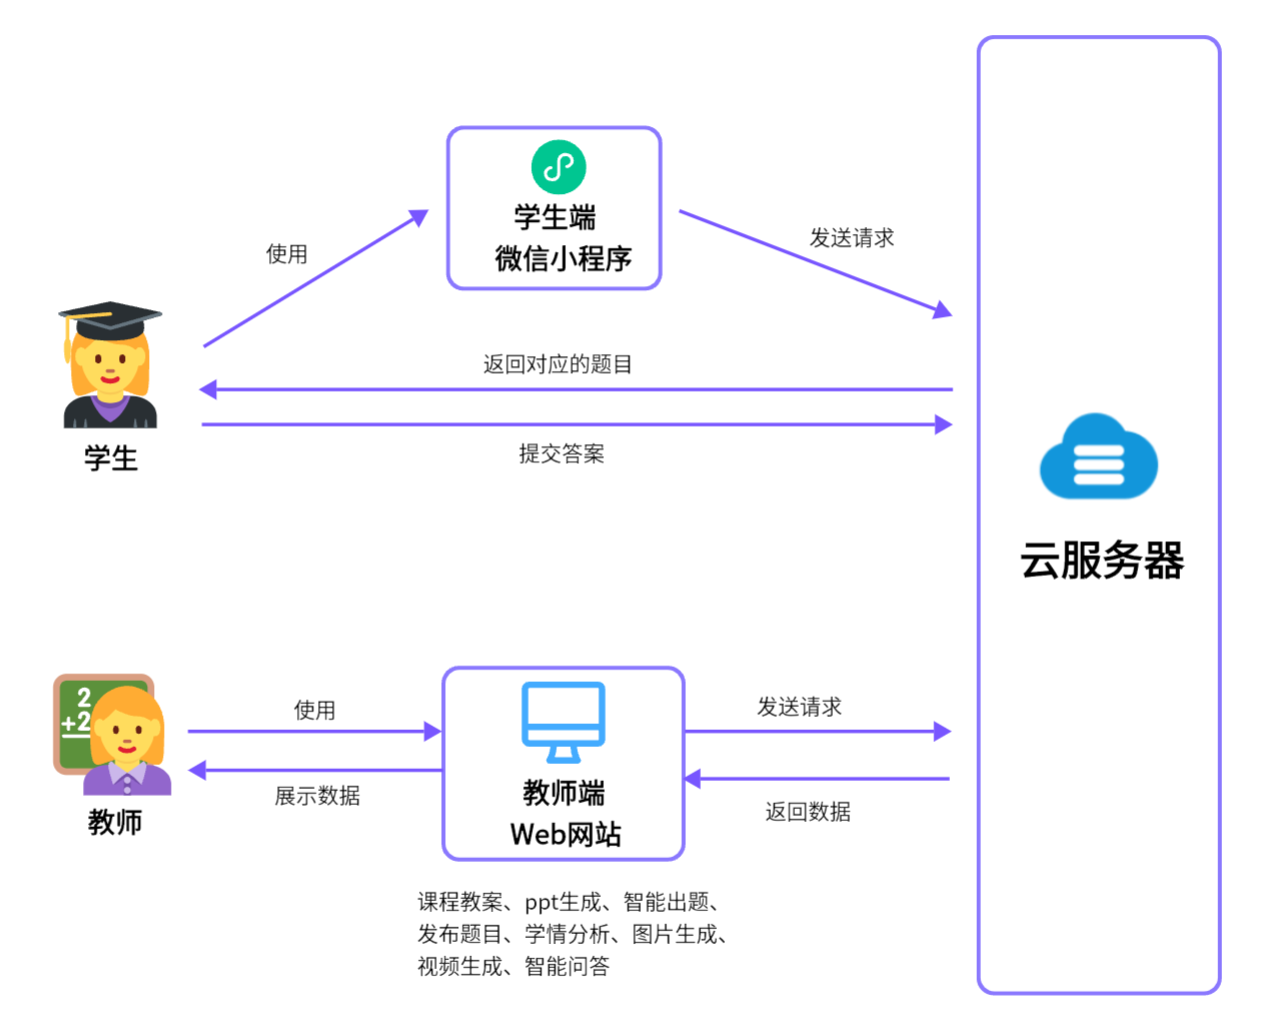 学生端
微信小程序
使用
发送请求
返回对应的题目
提交答案
学生
云服务器
2
+2
使用
发送请求
展示数据
返回数据
教师端
Web网站
教师
课程教案、ppt生成、智能出题、
发布题目、学情分析、图片生成、
视频生成、智能问答